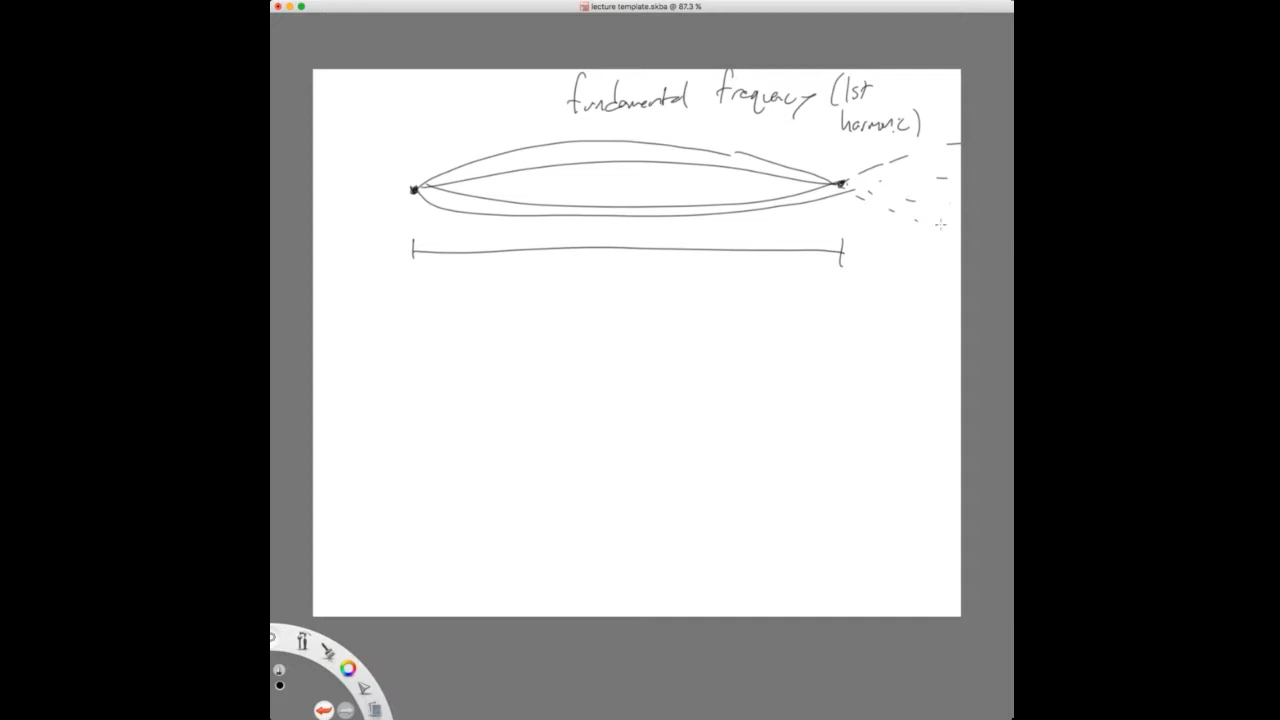 lecture template.skba @ 87.3 %
fundamental frequency (1st
harmonic)